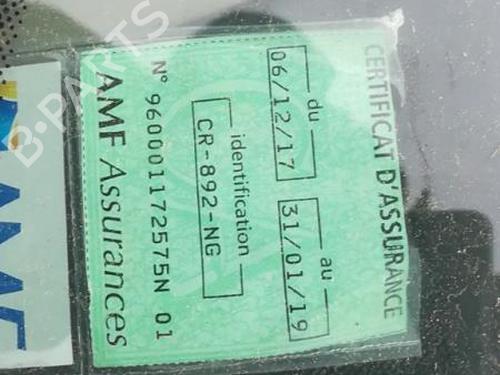 CERTIFICAT D'ASSURANCE
du au
06/12/17 31/01/19
identification
CR-892-NG
N° 960001172575N 01
AMF Assurances
AMF
B-PARTS